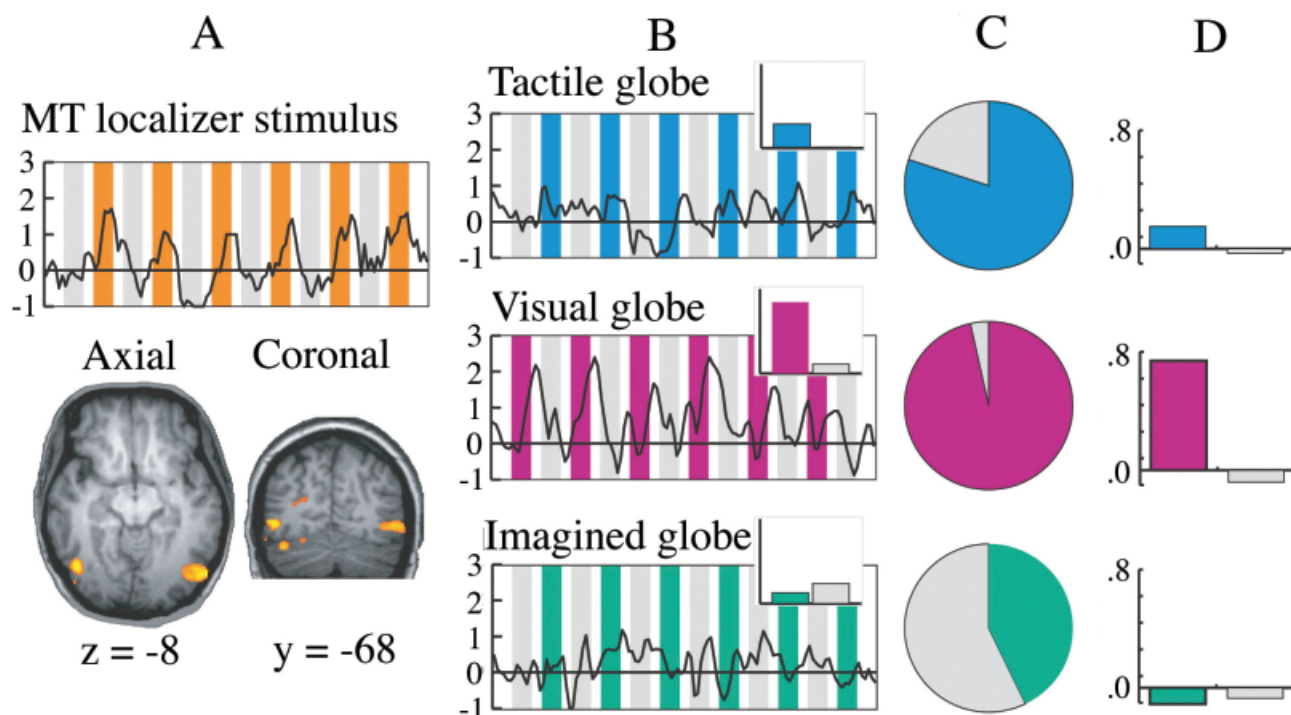 A
MT localizer stimulus
3
2
1
0
-1
Axial
Coronal
z = -8
y = -68
B
Tactile globe
3
2
1
0
-1
Visual globe
3
2
1
0
-1
Imagined globe
3
2
1
0
-1
C
D
.8
.0
.8
.0
.8
.0